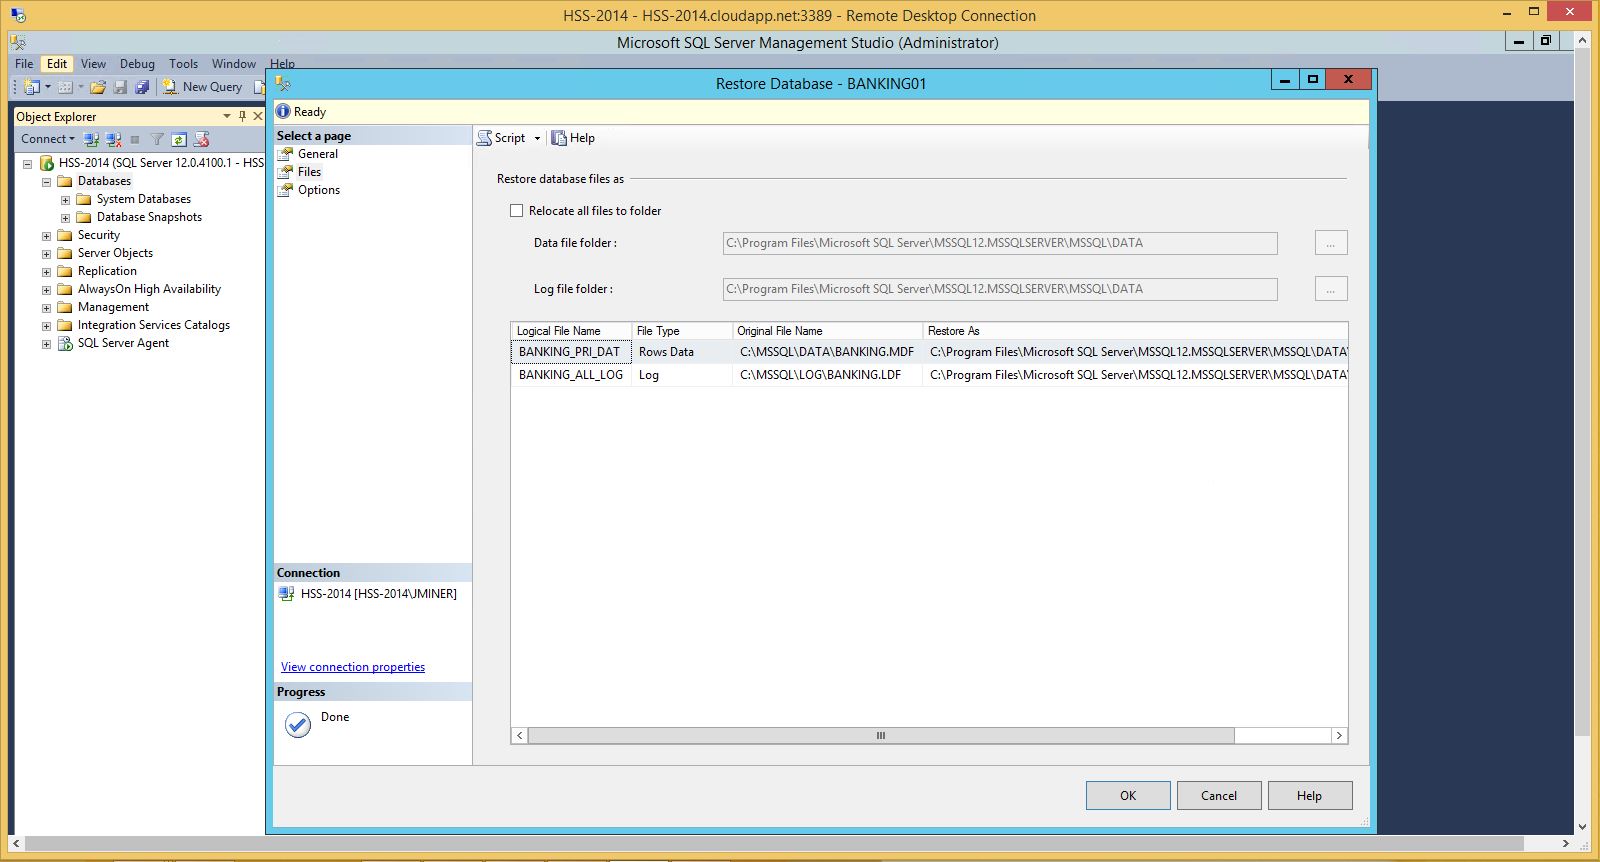 HSS-2014 - HSS-2014.cloudapp.net:3389 - Remote Desktop Connection
Microsoft SQL Server Management Studio (Administrator)
File Edit View Debug Tools Window Help
New Query
Object Explorer
Connect
HSS-2014 (SQL Server 12.0.4100.1 - HSS
Databases
System Databases
Database Snapshots
Security
Server Objects
Replication
AlwaysOn High Availability
Management
Integration Services Catalogs
SQL Server Agent
Restore Database - BANKING01
Ready
Select a page
General
Files
Options
Connection
HSS-2014 [HSS-2014\JMINER]
View connection properties
Progress
Done
Script Help
Restore database files as
Relocate all files to folder
Data file folder : C:\Program Files\Microsoft SQL Server\MSSQL12.MSSQLSERVER\MSSQL\DATA ...
Log file folder : C:\Program Files\Microsoft SQL Server\MSSQL12.MSSQLSERVER\MSSQL\DATA ...
Logical File Name File Type Original File Name Restore As
BANKING_PRI_DAT Rows Data C:\MSSQL\DATA\BANKING.MDF C:\Program Files\Microsoft SQL Server\MSSQL12.MSSQLSERVER\MSSQL\DATA\
BANKING_ALL_LOG Log C:\MSSQL\LOG\BANKING.LDF C:\Program Files\Microsoft SQL Server\MSSQL12.MSSQLSERVER\MSSQL\DATA\
OK Cancel Help